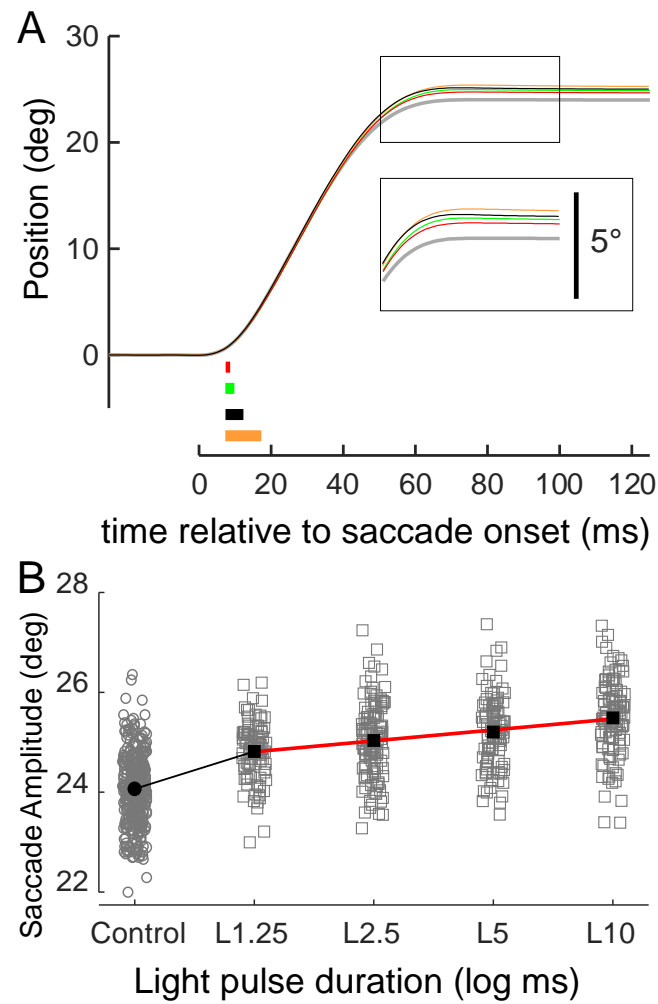 A
Position (deg)
30
20
10
0
5°
0 20 40 60 80 100 120
time relative to saccade onset (ms)
B
Saccade Amplitude (deg)
28
26
24
22
Control L1.25 L2.5 L5 L10
Light pulse duration (log ms)